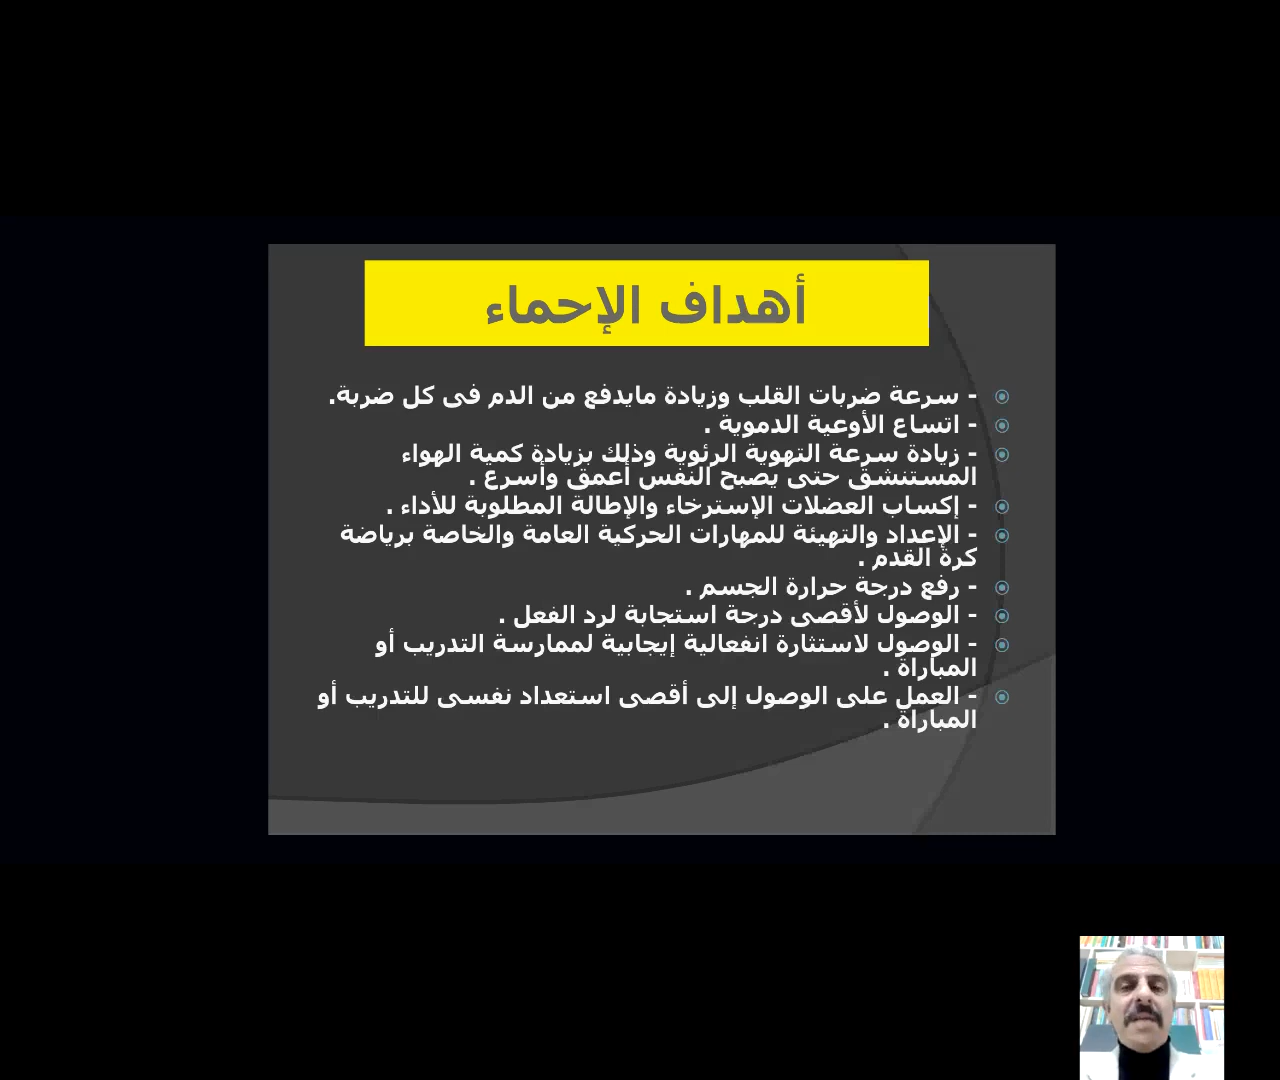 أهداف الإحماء
- سرعة ضربات القلب وزيادة مايدفع من الدم فى كل ضربة.
- اتساع الأوعية الدموية .
- زيادة سرعة التهوية الرئوية وذلك بزيادة كمية الهواء
المستنشق حتى يصبح النفس أعمق وأسرع .
- إكساب العضلات الإسترخاء والإطالة المطلوبة للأداء .
- الإعداد والتهيئة للمهارات الحركية العامة والخاصة برياضة
كرة القدم .
- رفع درجة حرارة الجسم .
- الوصول لأقصى درجة استجابة لرد الفعل .
- الوصول لاستثارة انفعالية إيجابية لممارسة التدريب أو
المباراة .
- العمل على الوصول إلى أقصى استعداد نفسى للتدريب أو
المباراة .